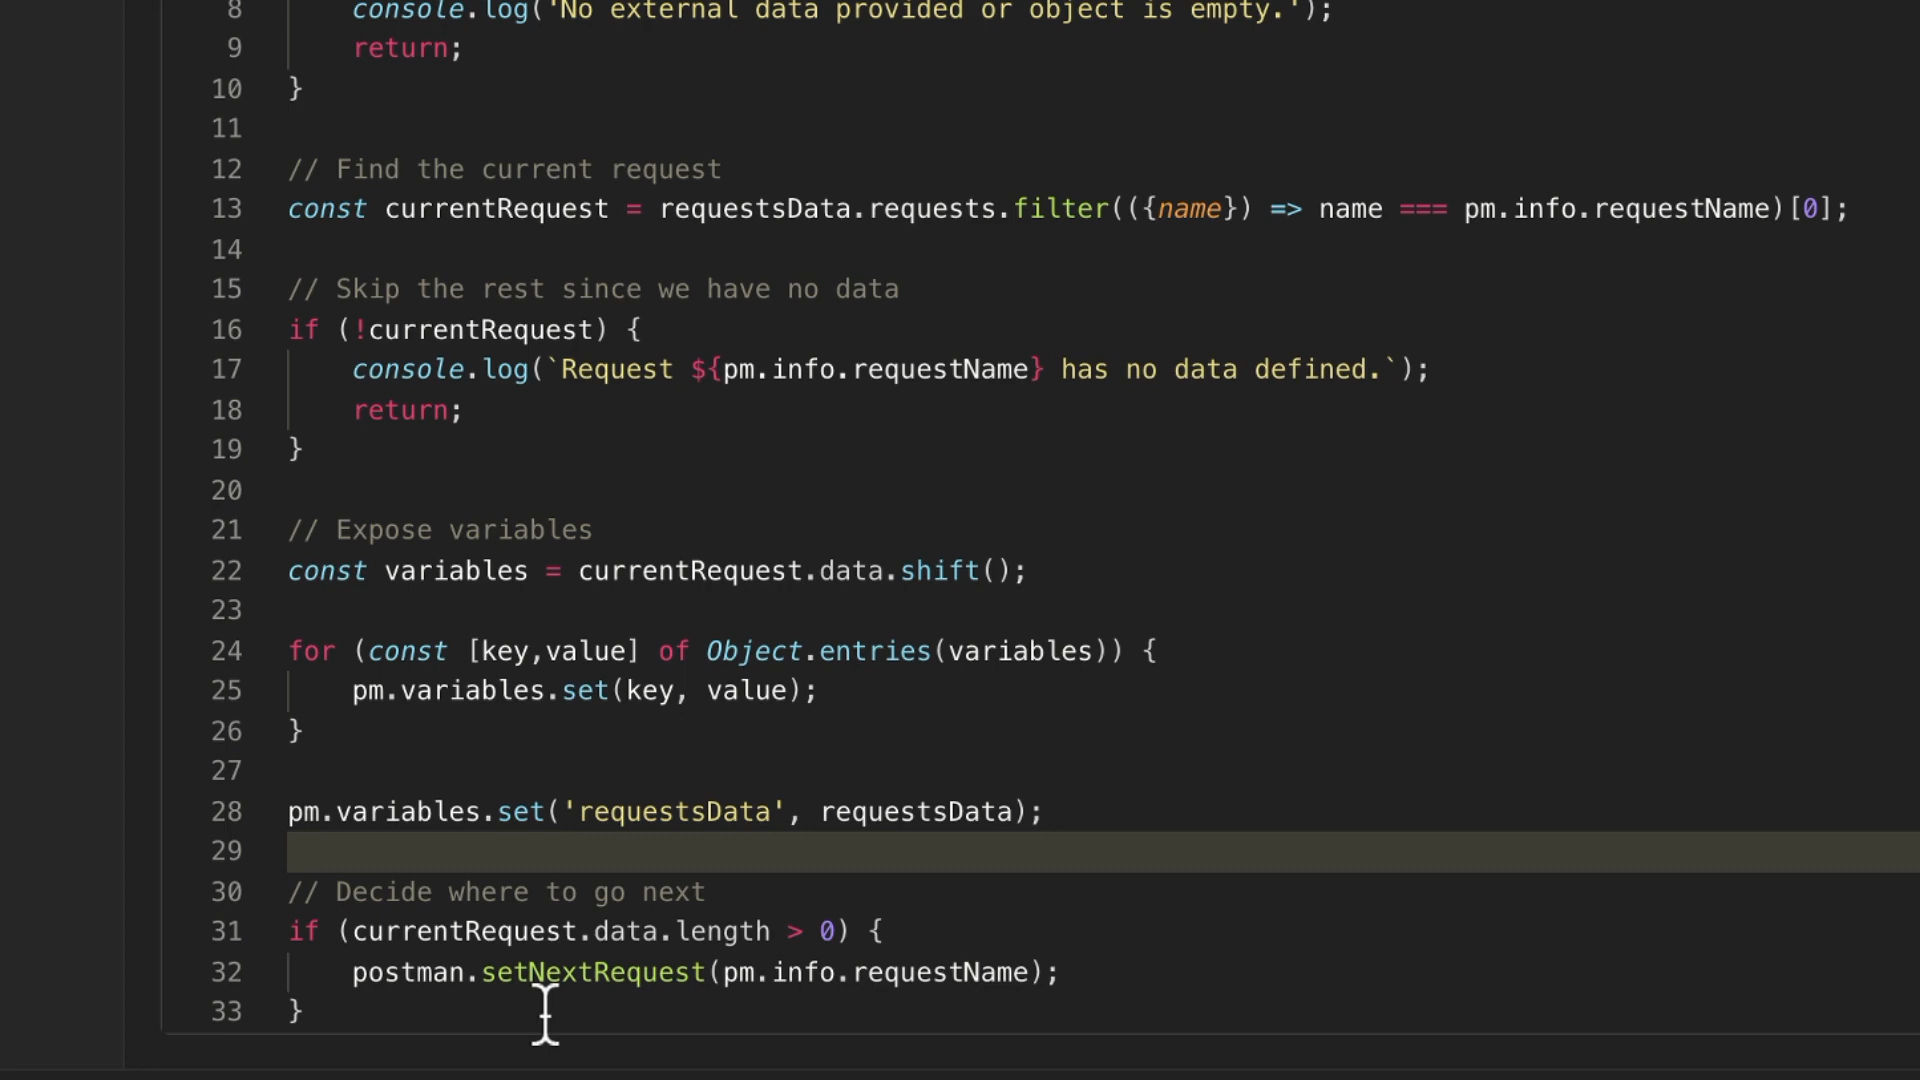 8 console.log('No external data provided or object is empty.');
9 return;
10 }
11
12 // Find the current request
13 const currentRequest = requestsData.requests.filter(({name}) => name === pm.info.requestName)[0];
14
15 // Skip the rest since we have no data
16 if (!currentRequest) {
17 console.log(`Request ${pm.info.requestName} has no data defined.`);
18 return;
19 }
20
21 // Expose variables
22 const variables = currentRequest.data.shift();
23
24 for (const [key,value] of Object.entries(variables)) {
25 pm.variables.set(key, value);
26 }
27
28 pm.variables.set('requestsData', requestsData);
29
30 // Decide where to go next
31 if (currentRequest.data.length > 0) {
32 postman.setNextRequest(pm.info.requestName);
33 }